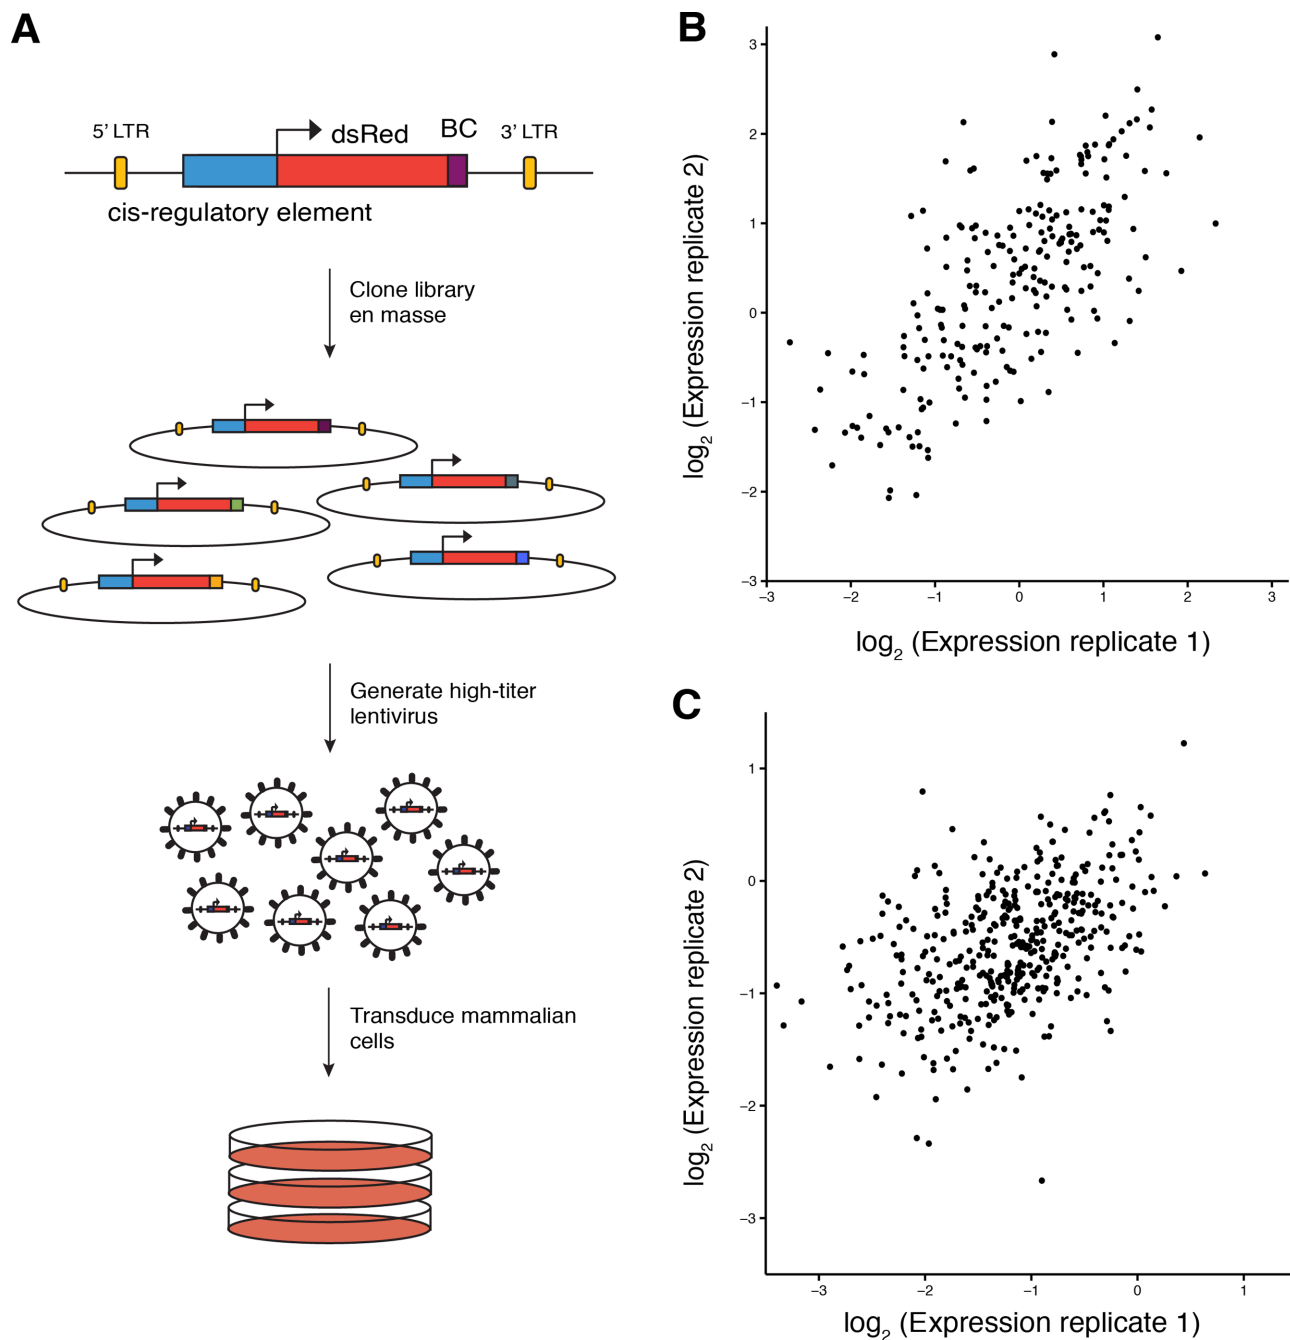 A
5’ LTR
dsRed
BC
3’ LTR
cis-regulatory element
Clone library
en masse
Generate high-titer
lentivirus
Transduce mammalian
cells
B
log2 (Expression replicate 2)
3
2
1
0
−1
−2
−3
−3 −2 −1 0 1 2 3
log2 (Expression replicate 1)
C
log2 (Expression replicate 2)
1
0
−1
−2
−3
−3 −2 −1 0 1
log2 (Expression replicate 1)